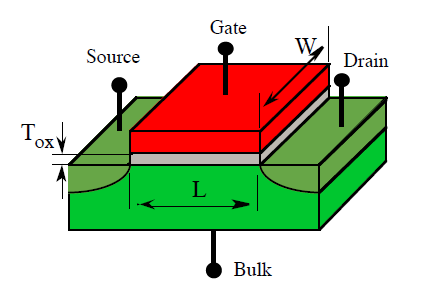 Gate
W
Source
Drain
Tox
L
Bulk